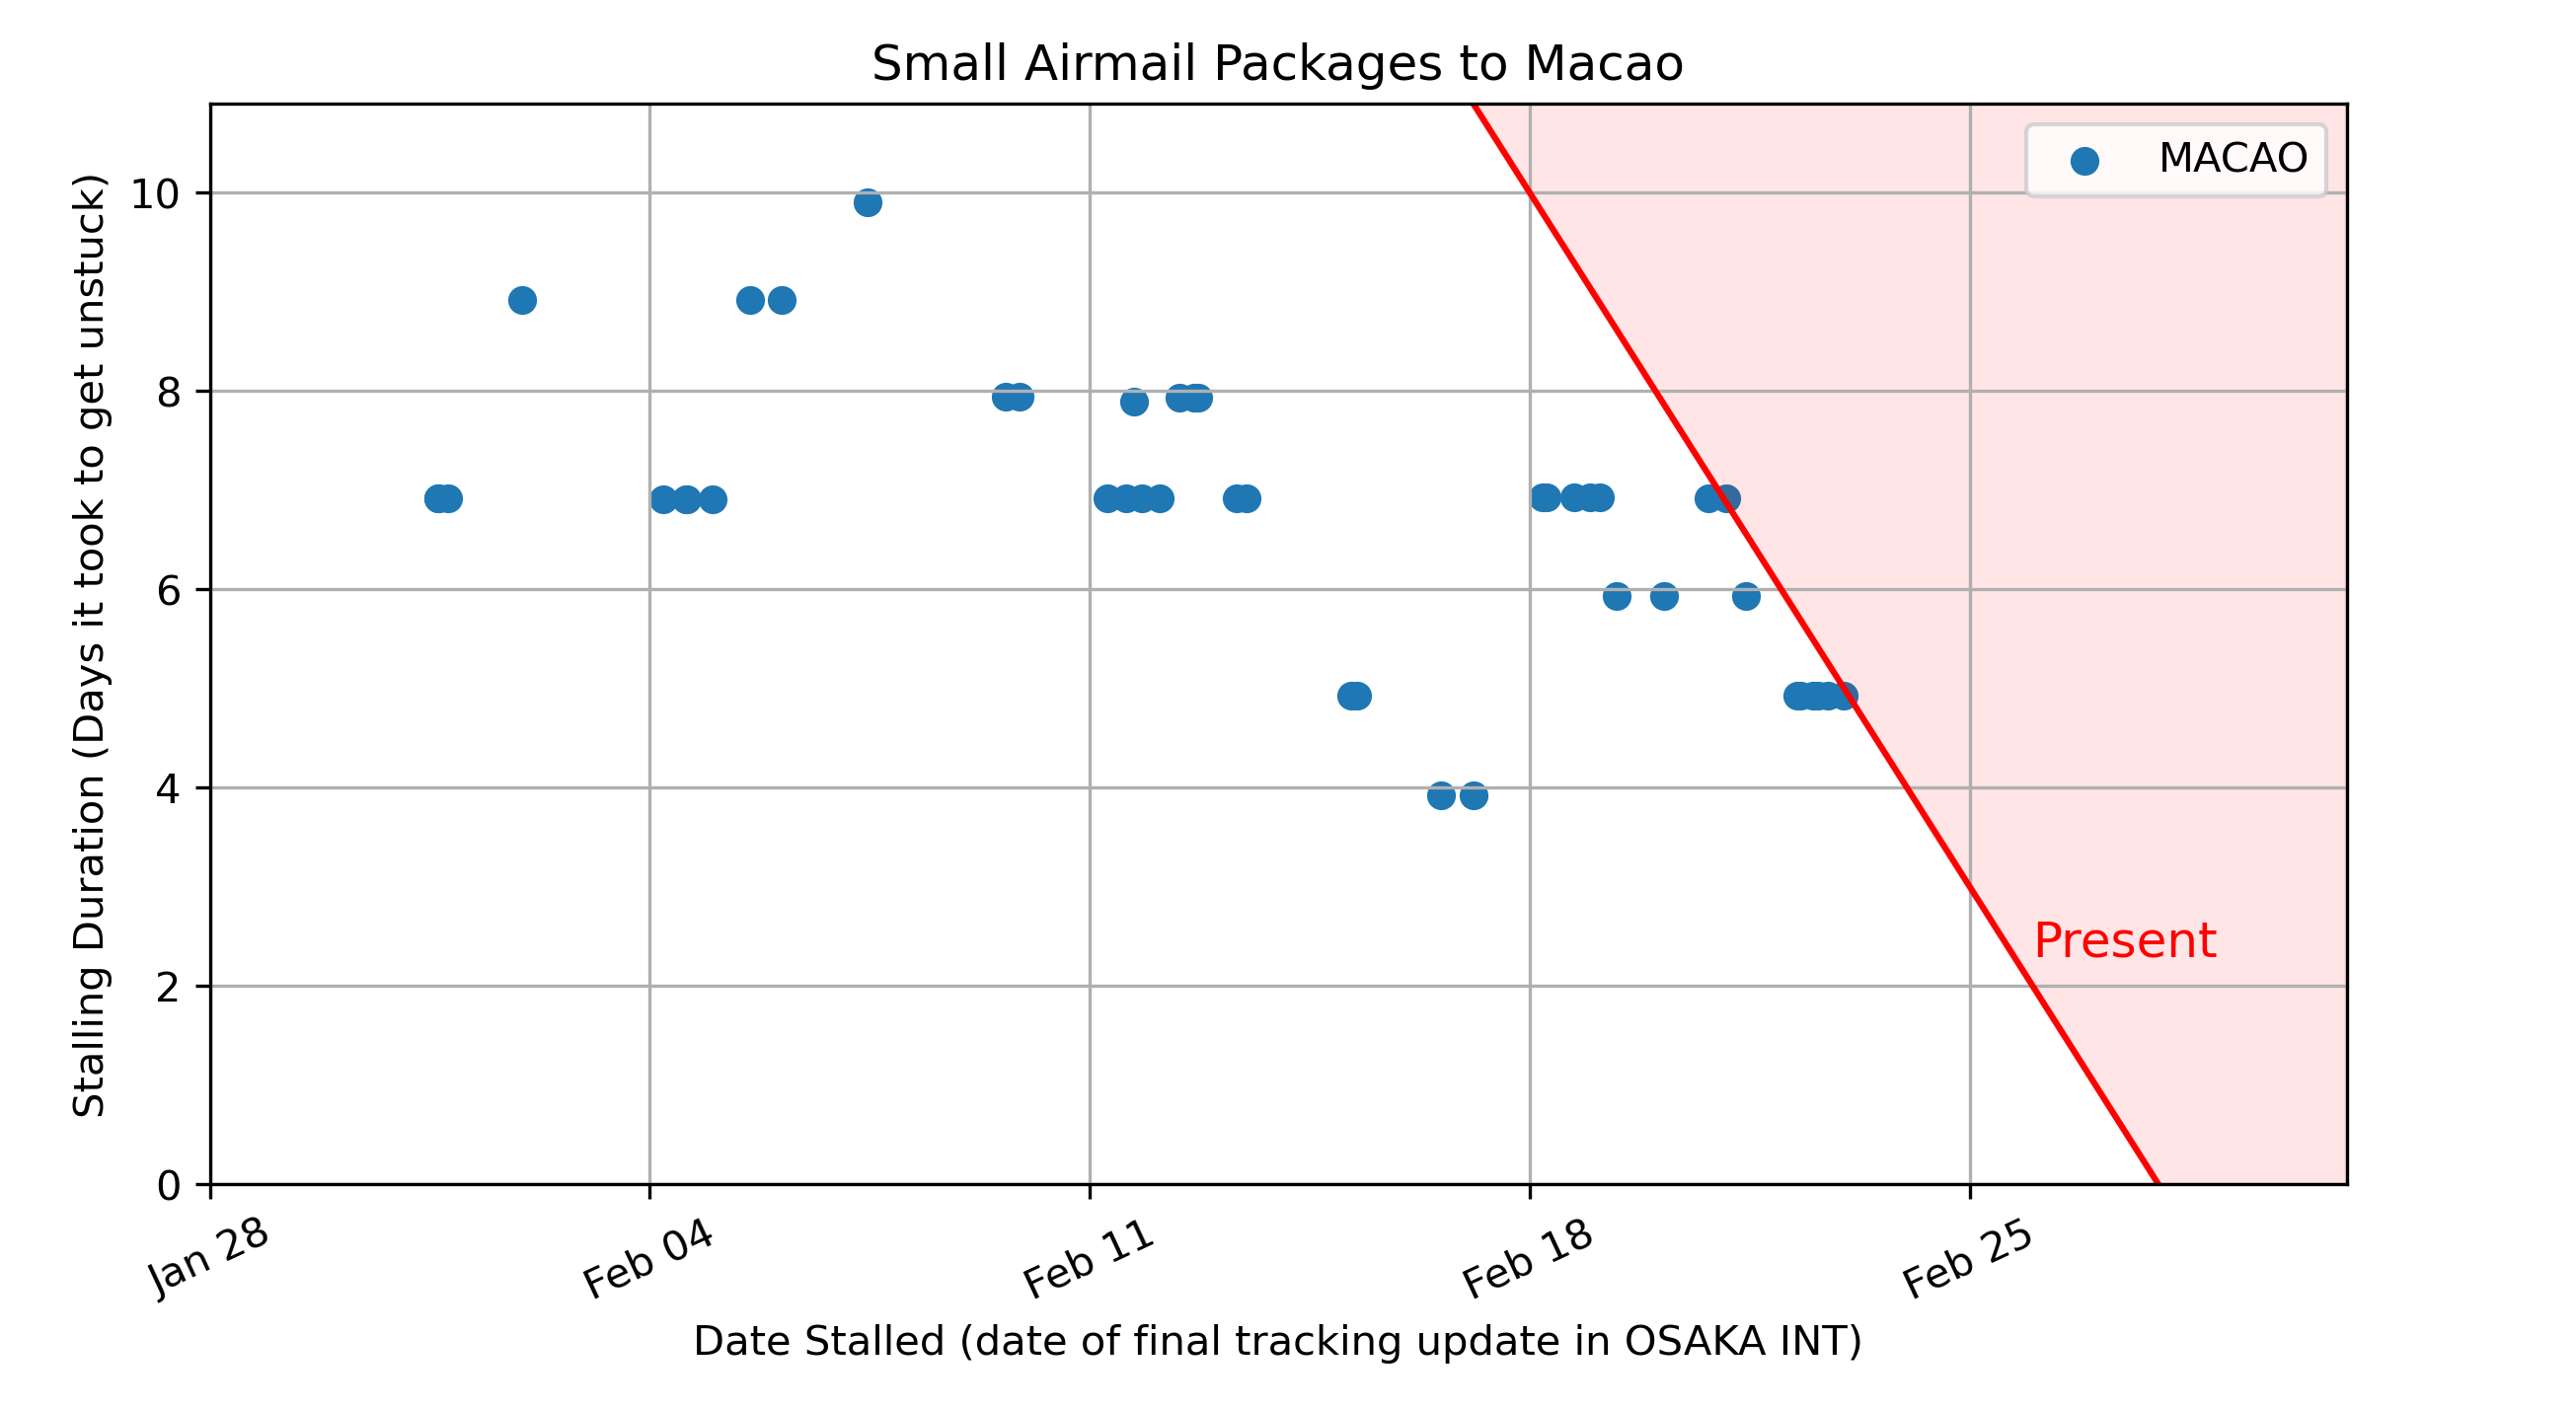 Small Airmail Packages to Macao
MACAO
Stalling Duration (Days it took to get unstuck)
10
8
6
4
2
0
Present
Jan 28
Feb 04
Feb 11
Feb 18
Feb 25
Date Stalled (date of final tracking update in OSAKA INT)